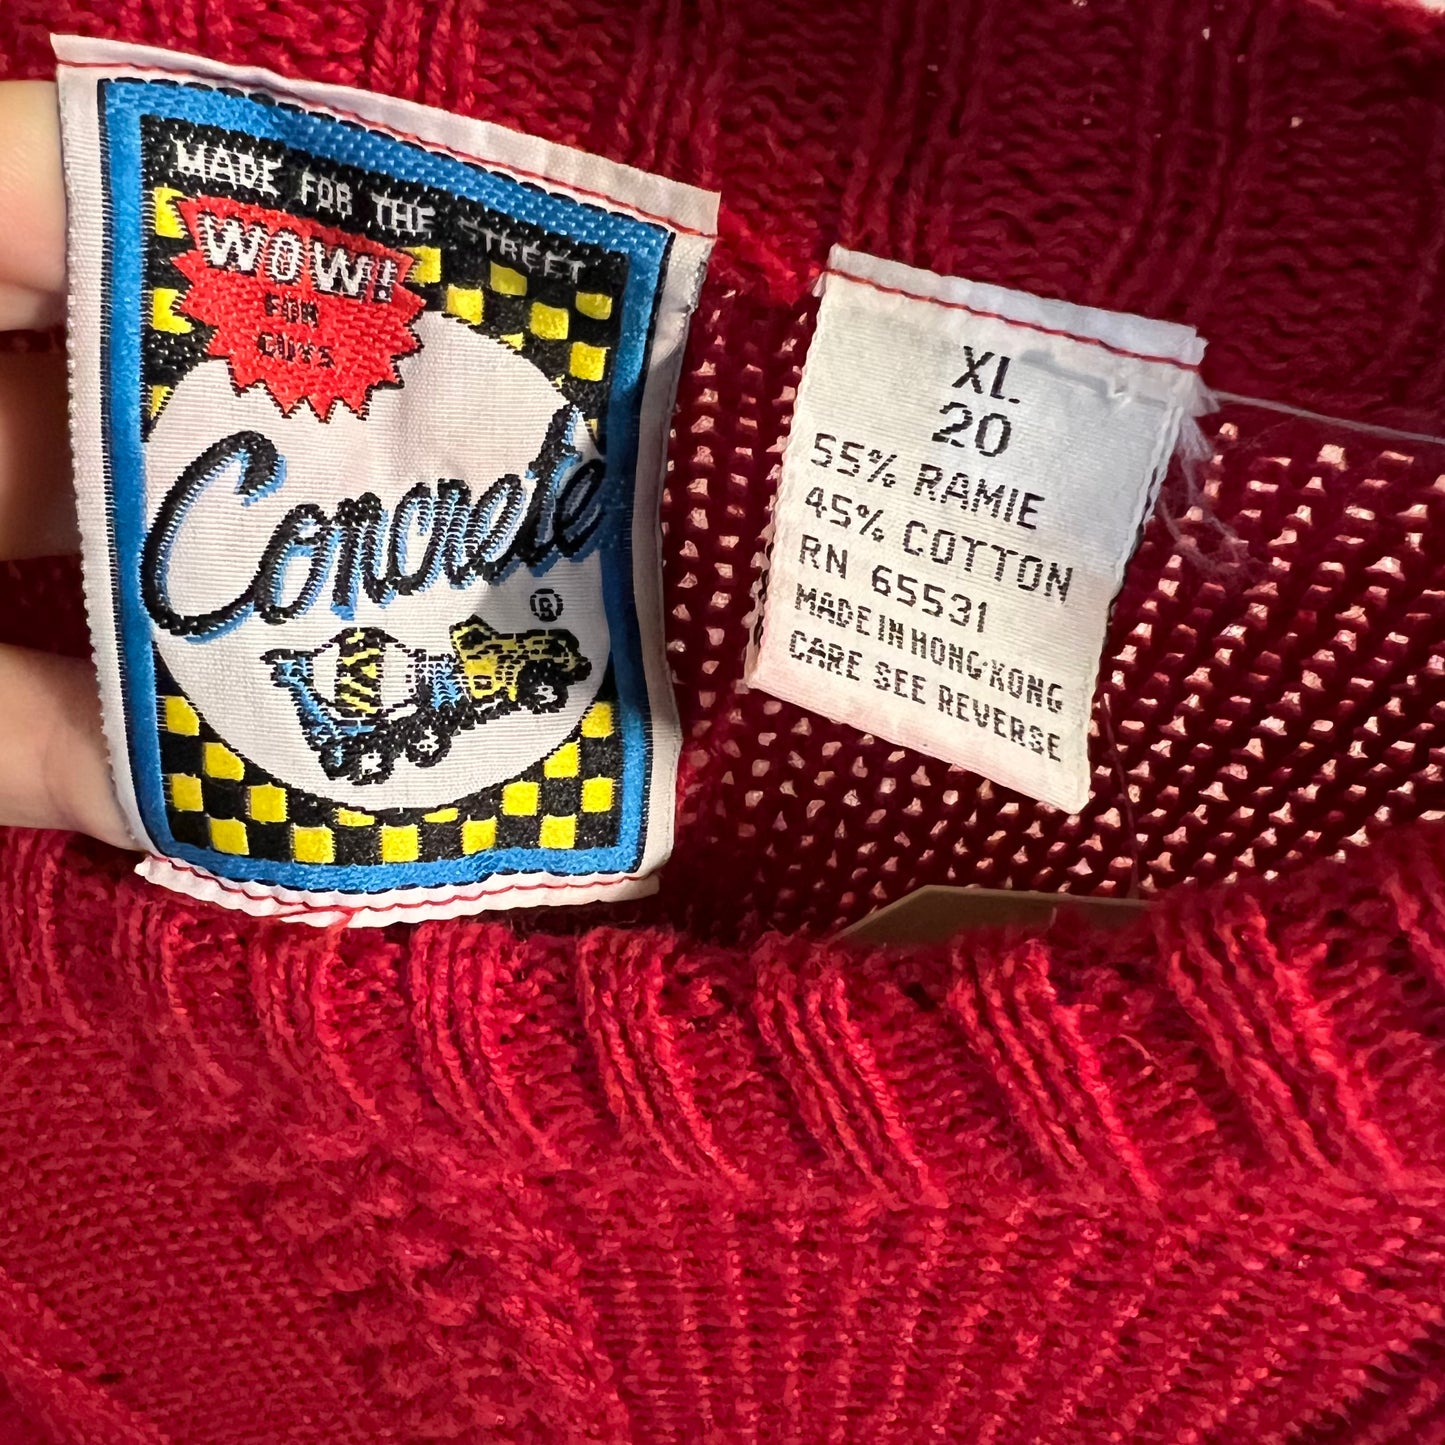 MADE FOR THE STREET
WOW!
FOR
GUYS
Concrete
®
XL
20
55% RAMIE
45% COTTON
RN 65531
MADE IN HONG KONG
CARE SEE REVERSE